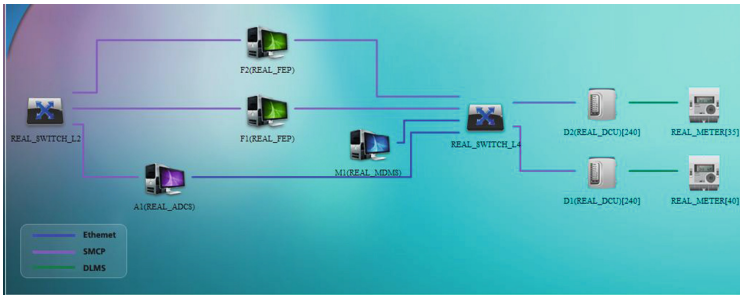 F2(REAL_FEP)
REAL_SWITCH_L2
F1(REAL_FEP)
REAL_SWITCH_L4
D2(REAL_DCU)[240]
REAL_METER[35]
M1(REAL_MDMS)
A1(REAL_ADCS)
D1(REAL_DCU)[240]
REAL_METER[40]
Ethernet
SMCP
DLMS